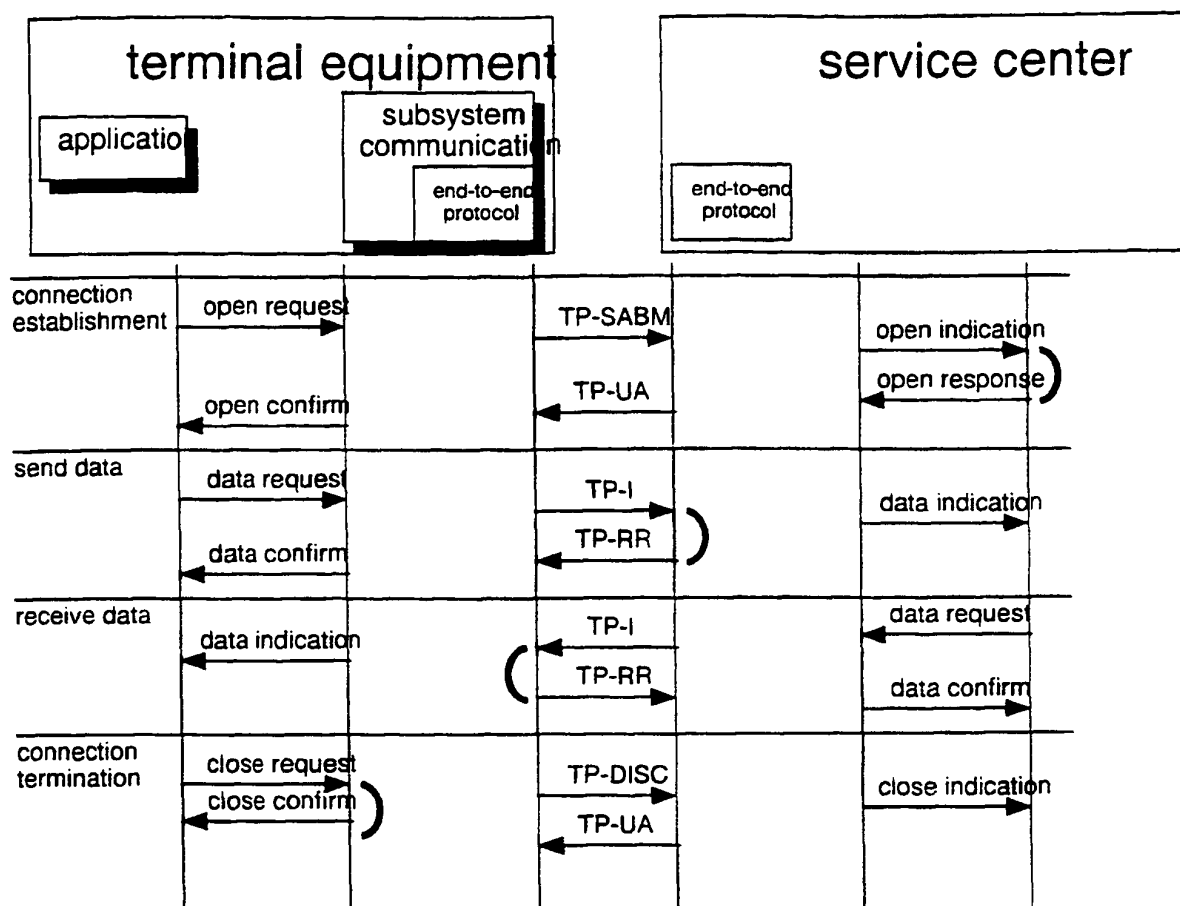 terminal equipment
service center
application
subsystem
communication
end-to-end
protocol
end-to-end
protocol
connection
establishment
open request
TP-SABM
open indication
open response
TP-UA
open confirm
send data
data request
TP-I
data indication
TP-RR
data confirm
receive data
data request
TP-I
data indication
TP-RR
data confirm
connection
termination
close request
TP-DISC
close indication
close confirm
TP-UA